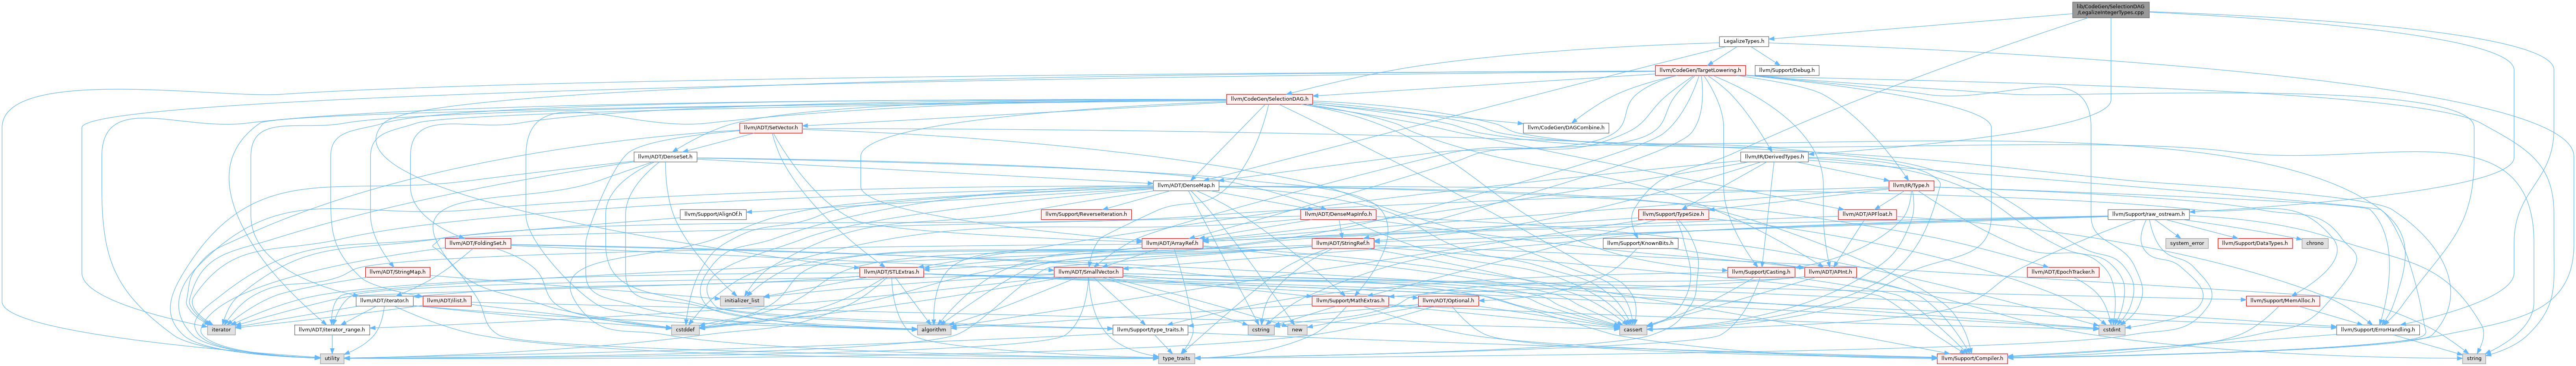 lib/CodeGen/SelectionDAG
/LegalizeIntegerTypes.cpp
LegalizeTypes.h
llvm/CodeGen/TargetLowering.h
llvm/Support/Debug.h
llvm/CodeGen/SelectionDAG.h
llvm/ADT/SetVector.h
llvm/CodeGen/DAGCombine.h
llvm/ADT/DenseSet.h
llvm/IR/DerivedTypes.h
llvm/ADT/DenseMap.h
llvm/IR/Type.h
llvm/Support/AlignOf.h
llvm/Support/ReverseIteration.h
llvm/ADT/DenseMapInfo.h
llvm/Support/TypeSize.h
llvm/ADT/APFloat.h
llvm/Support/raw_ostream.h
llvm/ADT/FoldingSet.h
llvm/ADT/ArrayRef.h
llvm/ADT/StringRef.h
llvm/Support/KnownBits.h
system_error
llvm/Support/DataTypes.h
chrono
llvm/ADT/StringMap.h
llvm/ADT/STLExtras.h
llvm/ADT/SmallVector.h
llvm/Support/Casting.h
llvm/ADT/APInt.h
llvm/ADT/EpochTracker.h
llvm/ADT/iterator.h
llvm/ADT/ilist.h
initializer_list
llvm/Support/MathExtras.h
llvm/ADT/Optional.h
llvm/Support/MemAlloc.h
iterator
llvm/ADT/iterator_range.h
llvm/Support/type_traits.h
cstddef
algorithm
cstring
new
cassert
cstdint
llvm/Support/ErrorHandling.h
utility
type_traits
llvm/Support/Compiler.h
string